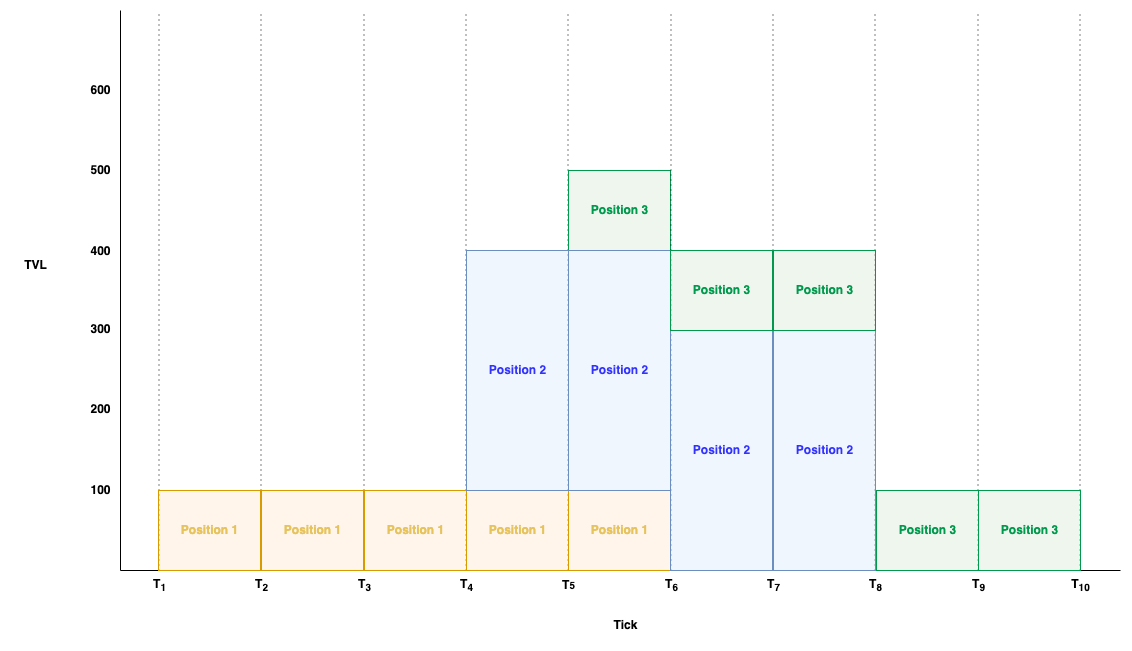 600
500
Position 3
400
TVL
Position 3 Position 3
300
Position 2 Position 2
200
Position 2 Position 2
100
Position 1 Position 1 Position 1 Position 1 Position 1 Position 3 Position 3
T1 T2 T3 T4 T5 T6 T7 T8 T9 T10
Tick